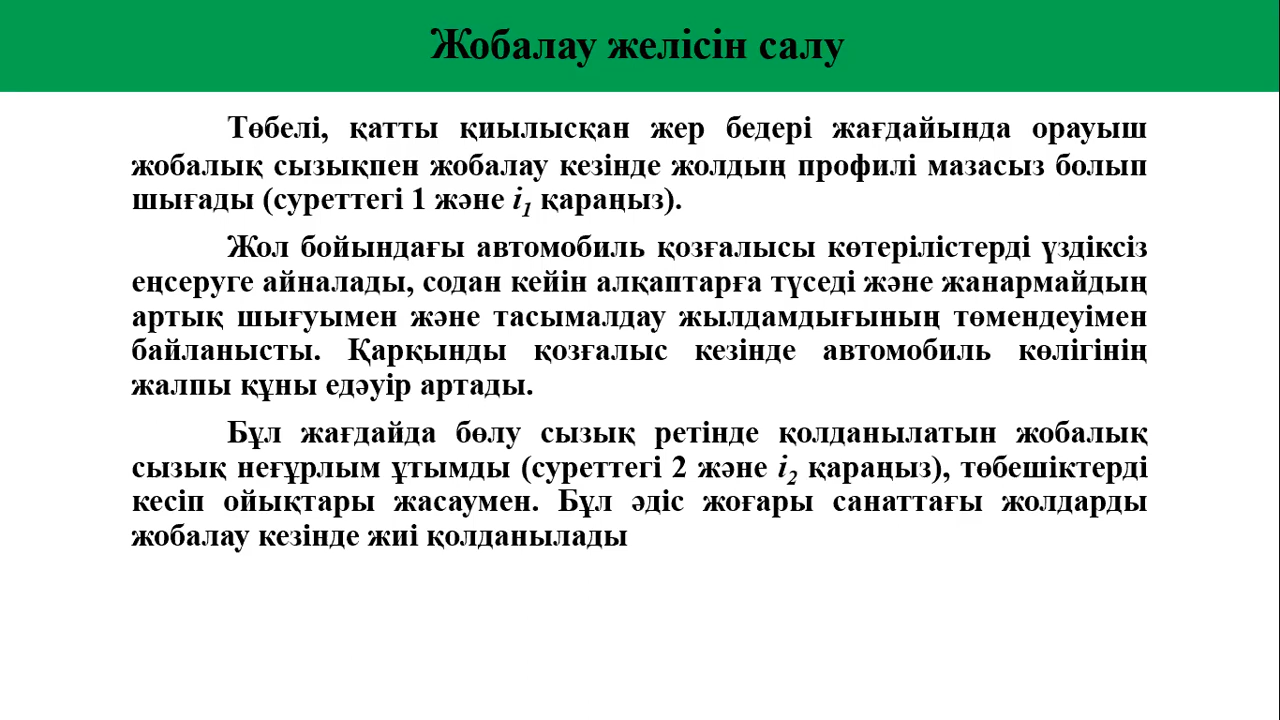 Жобалау желісін салу
Төбелі, қатты қиылысқан жер бедері жағдайында орауыш
жобалық сызықпен жобалау кезінде жолдың профилі мазасыз болып
шығады (суреттегі 1 және i₁ қараңыз).
Жол бойындағы автомобиль қозғалысы көтерілістерді үздіксіз
еңсеруге айналады, содан кейін алқаптарға түседі және жанармайдың
артық шығуымен және тасымалдау жылдамдығының төмендеуімен
байланысты. Қарқынды қозғалыс кезінде автомобиль көлігінің
жалпы құны едәуір артады.
Бұл жағдайда бөлу сызық ретінде қолданылатын жобалық
сызық неғұрлым ұтымды (суреттегі 2 және i₂ қараңыз), төбешіктерді
кесіп ойықтары жасаумен. Бұл әдіс жоғары санаттағы жолдарды
жобалау кезінде жиі қолданылады